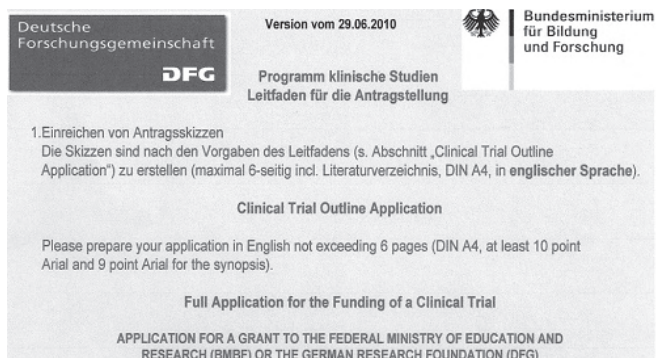 Deutsche
Forschungsgemeinschaft
DFG
Version vom 29.06.2010
Bundesministerium
für Bildung
und Forschung
Programm klinische Studien
Leitfaden für die Antragstellung
1.Einreichen von Antragsskizzen
Die Skizzen sind nach den Vorgaben des Leitfadens (s. Abschnitt „Clinical Trial Outline
Application“) zu erstellen (maximal 6-seitig incl. Literaturverzeichnis, DIN A4, in englischer Sprache).
Clinical Trial Outline Application
Please prepare your application in English not exceeding 6 pages (DIN A4, at least 10 point
Arial and 9 point Arial for the synopsis).
Full Application for the Funding of a Clinical Trial
APPLICATION FOR A GRANT TO THE FEDERAL MINISTRY OF EDUCATION AND
RESEARCH (BMBF) OR THE GERMAN RESEARCH FOUNDATION (DFG)